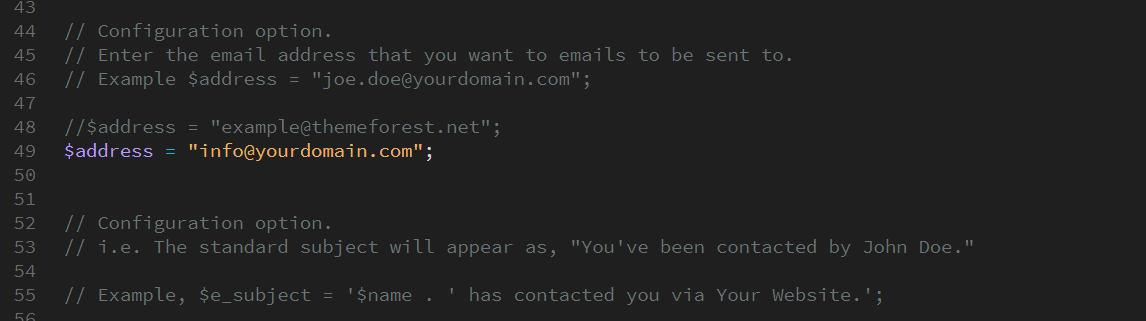 43
44 // Configuration option.
45 // Enter the email address that you want to emails to be sent to.
46 // Example $address = "joe.doe@yourdomain.com";
47
48 //$address = "example@themeforest.net";
49 $address = "info@yourdomain.com";
50
51
52 // Configuration option.
53 // i.e. The standard subject will appear as, "You've been contacted by John Doe."
54
55 // Example, $e_subject = '$name . ' has contacted you via Your Website.';
56